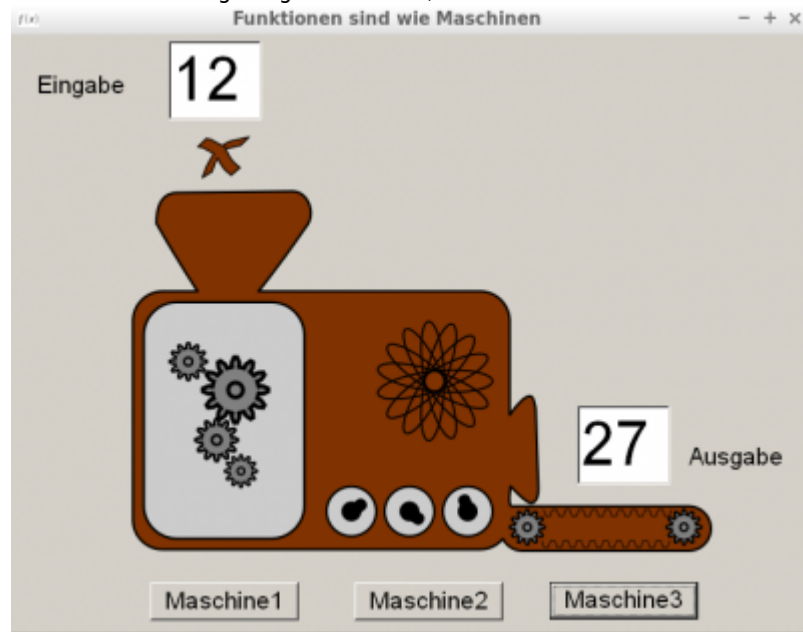 f(x)
Funktionen sind wie Maschinen
Eingabe
12
x
27
Ausgabe
Maschine1
Maschine2
Maschine3